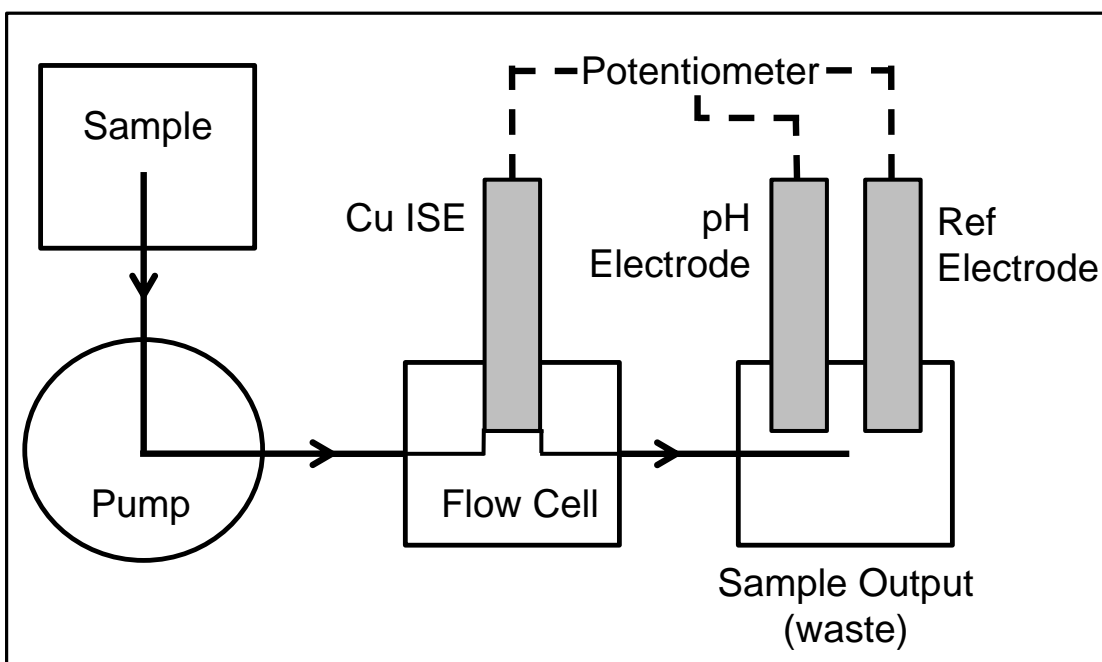 Potentiometer
Sample
Cu ISE
pH
Electrode
Ref
Electrode
Pump
Flow Cell
Sample Output
(waste)